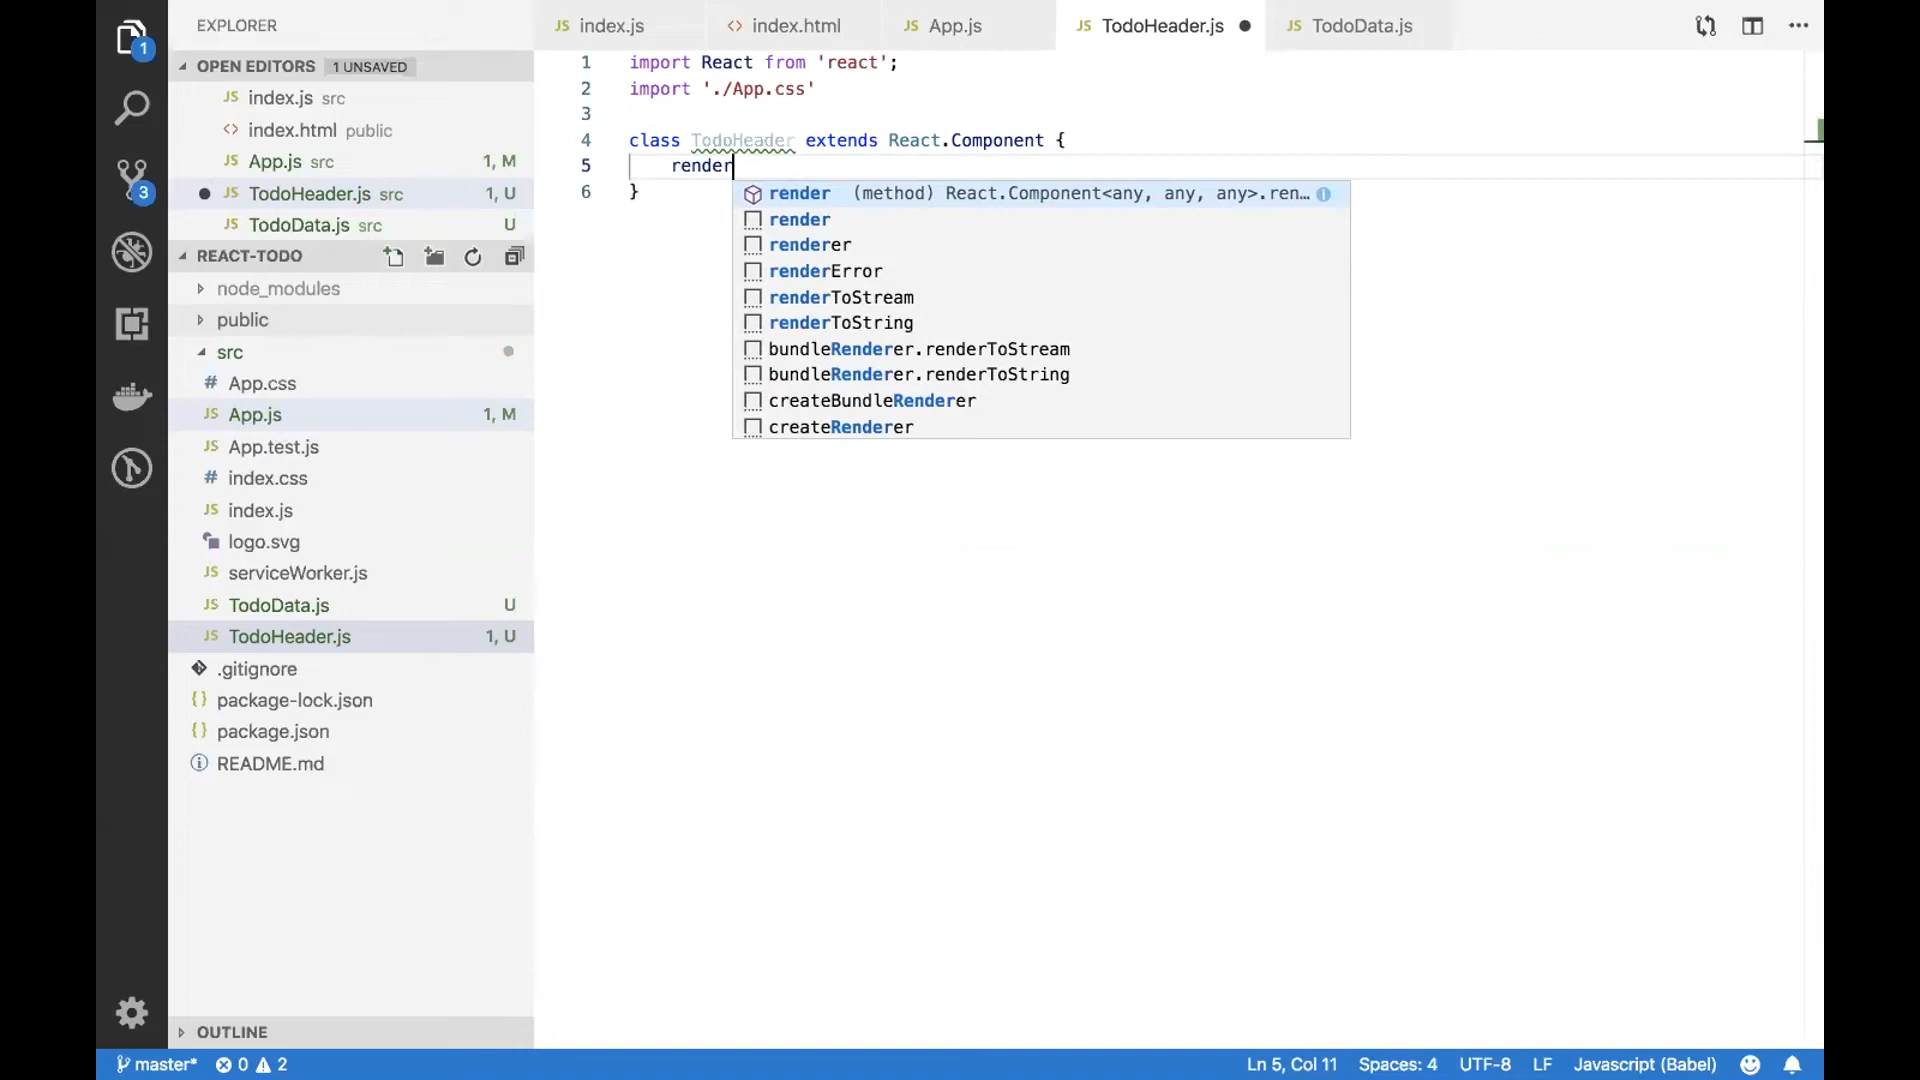 EXPLORER
OPEN EDITORS 1 UNSAVED
JS index.js src
<> index.html public
JS App.js src 1, M
JS TodoHeader.js src 1, U
JS TodoData.js src U
REACT-TODO
node_modules
public
src
# App.css
JS App.js 1, M
JS App.test.js
# index.css
JS index.js
logo.svg
JS serviceWorker.js
JS TodoData.js U
JS TodoHeader.js 1, U
.gitignore
{} package-lock.json
{} package.json
README.md
OUTLINE
1
3
JS index.js
<> index.html
JS App.js
JS TodoHeader.js
JS TodoData.js
1 import React from 'react';
2 import './App.css'
3
4 class TodoHeader extends React.Component {
5 render
6 }
render (method) React.Component<any, any, any>.ren…
render
renderer
renderError
renderToStream
renderToString
bundleRenderer.renderToStream
bundleRenderer.renderToString
createBundleRenderer
createRenderer
master* 0 2
Ln 5, Col 11 Spaces: 4 UTF-8 LF Javascript (Babel)